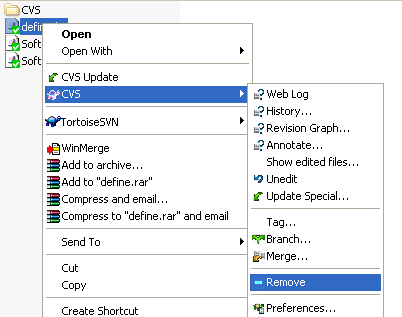 CVS
define
Soft
Soft
Open
Open With
CVS Update
CVS
TortoiseSVN
WinMerge
Add to archive...
Add to "define.rar"
Compress and email...
Compress to "define.rar" and email
Send To
Cut
Copy
Create Shortcut
Web Log
History...
Revision Graph...
Annotate...
Show edited files...
Unedit
Update Special...
Tag...
Branch...
Merge...
Remove
Preferences...